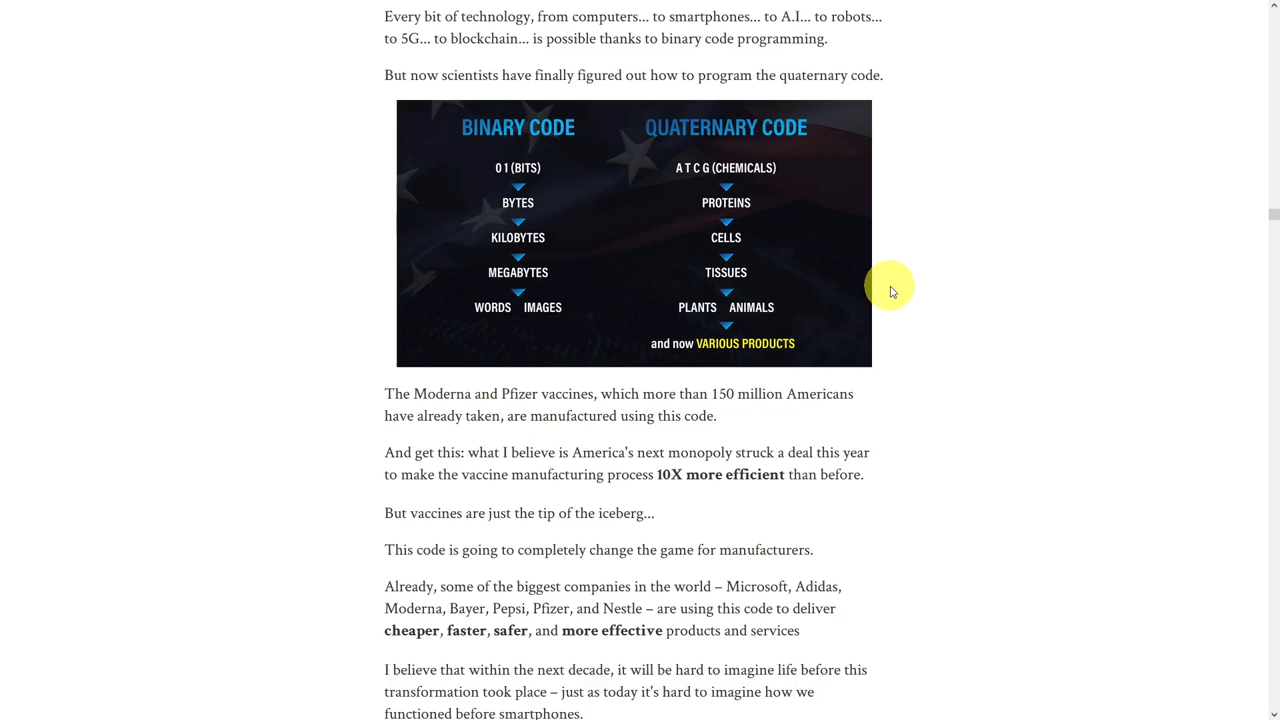 Every bit of technology, from computers... to smartphones... to A.I... to robots...
to 5G... to blockchain... is possible thanks to binary code programming.
But now scientists have finally figured out how to program the quaternary code.
BINARY CODE
0 1 (BITS)
BYTES
KILOBYTES
MEGABYTES
WORDS IMAGES
QUATERNARY CODE
A T C G (CHEMICALS)
PROTEINS
CELLS
TISSUES
PLANTS ANIMALS
and now VARIOUS PRODUCTS
The Moderna and Pfizer vaccines, which more than 150 million Americans
have already taken, are manufactured using this code.
And get this: what I believe is America's next monopoly struck a deal this year
to make the vaccine manufacturing process 10X more efficient than before.
But vaccines are just the tip of the iceberg...
This code is going to completely change the game for manufacturers.
Already, some of the biggest companies in the world – Microsoft, Adidas,
Moderna, Bayer, Pepsi, Pfizer, and Nestle – are using this code to deliver
cheaper, faster, safer, and more effective products and services
I believe that within the next decade, it will be hard to imagine life before this
transformation took place – just as today it's hard to imagine how we
functioned before smartphones.